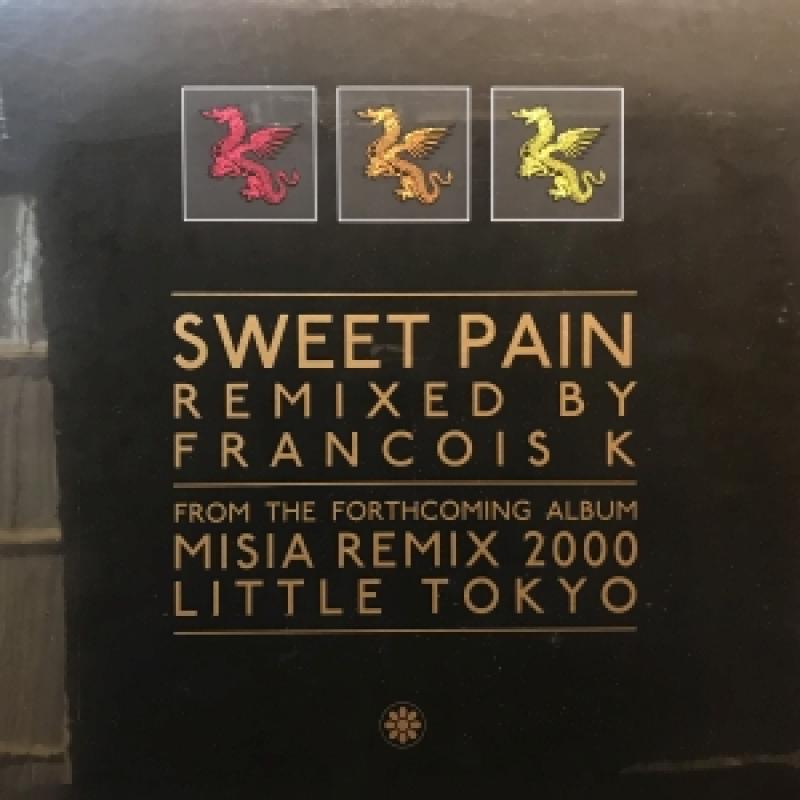 SWEET PAIN
REMIXED BY
FRANCOIS K
FROM THE FORTHCOMING ALBUM
MISIA REMIX 2000
LITTLE TOKYO